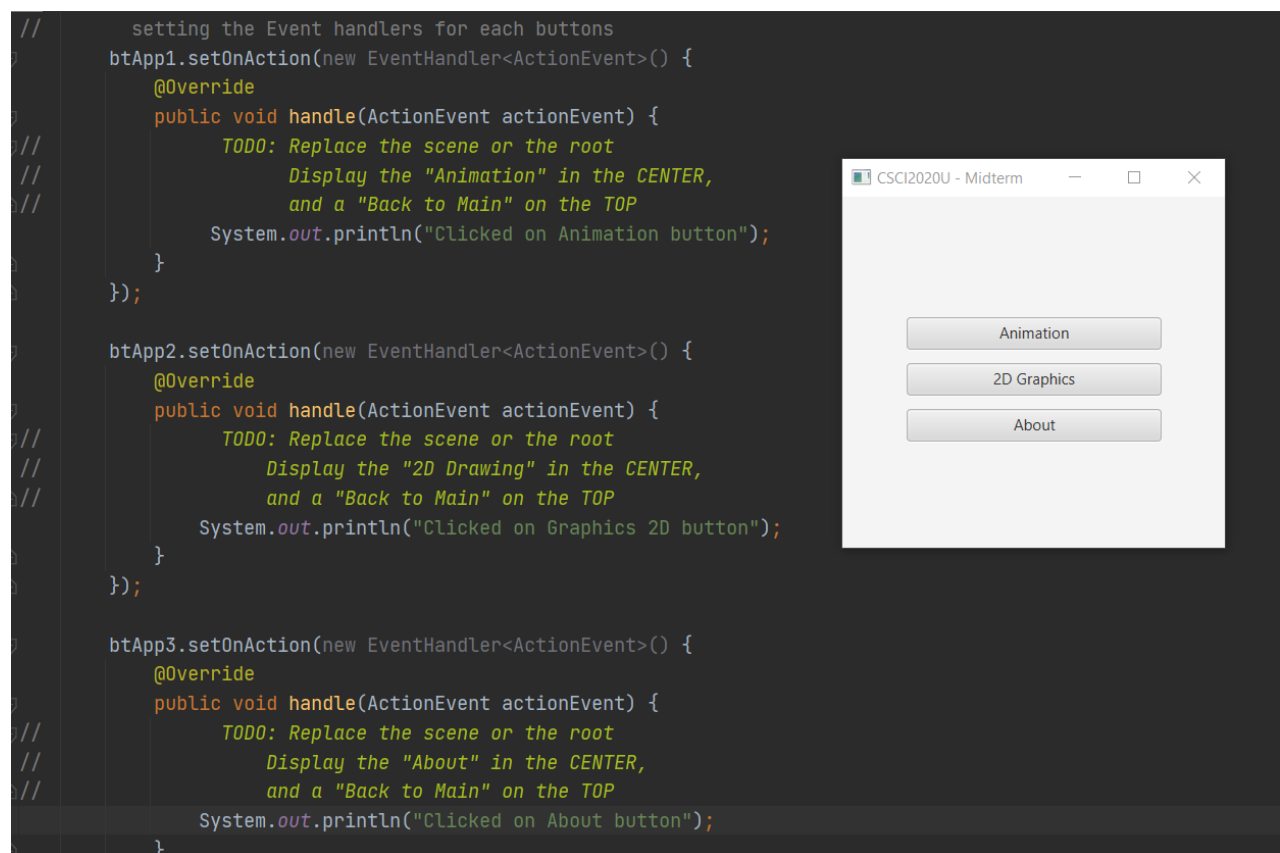 //        setting the Event handlers for each buttons
        btApp1.setOnAction(new EventHandler<ActionEvent>() {
            @Override
            public void handle(ActionEvent actionEvent) {
//                TODO: Replace the scene or the root
//                      Display the "Animation" in the CENTER,
//                      and a "Back to Main" on the TOP
                 System.out.println("Clicked on Animation button");
            }
        });

        btApp2.setOnAction(new EventHandler<ActionEvent>() {
            @Override
            public void handle(ActionEvent actionEvent) {
//                TODO: Replace the scene or the root
//                    Display the "2D Drawing" in the CENTER,
//                    and a "Back to Main" on the TOP
                System.out.println("Clicked on Graphics 2D button");
            }
        });

        btApp3.setOnAction(new EventHandler<ActionEvent>() {
            @Override
            public void handle(ActionEvent actionEvent) {
//                TODO: Replace the scene or the root
//                    Display the "About" in the CENTER,
//                    and a "Back to Main" on the TOP
                System.out.println("Clicked on About button");
            }
CSCI2020U - Midterm
Animation
2D Graphics
About